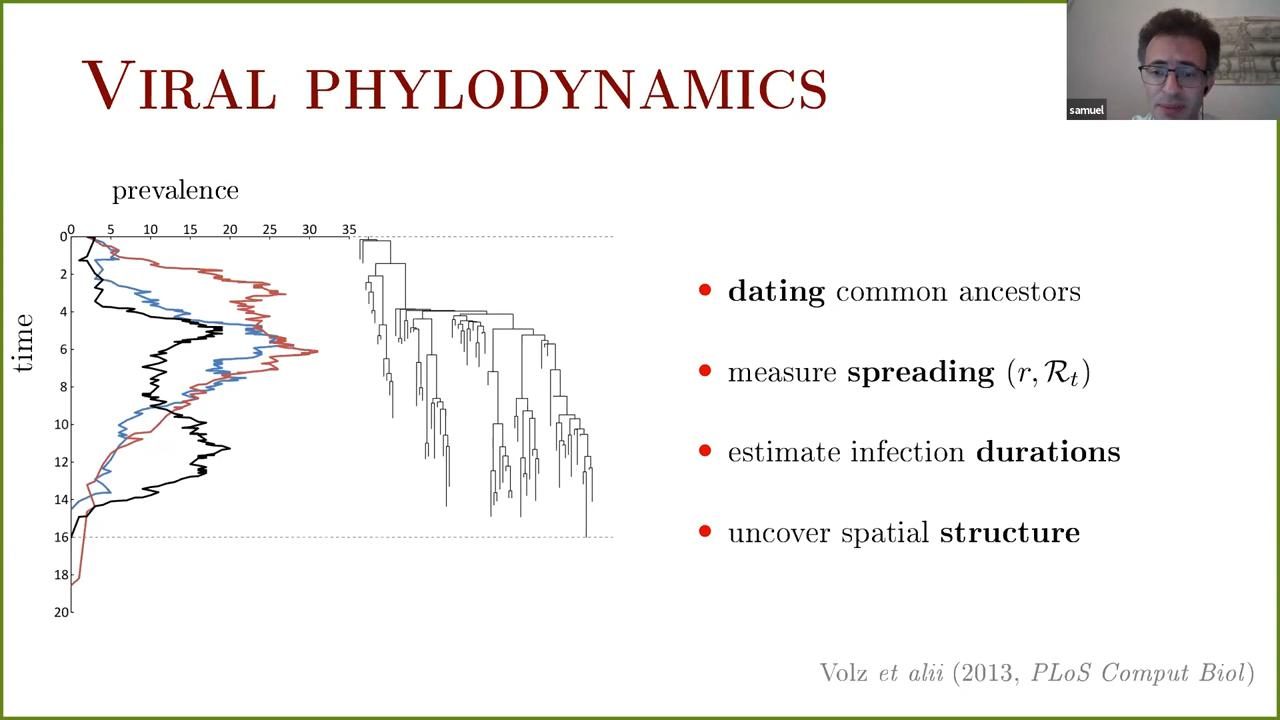 VIRAL PHYLODYNAMICS
samuel
prevalence
0 5 10 15 20 25 30 35
time
0
2
4
6
8
10
12
14
16
18
20
• dating common ancestors
• measure spreading (r, ℛt)
• estimate infection durations
• uncover spatial structure
Volz et alii (2013, PLoS Comput Biol)